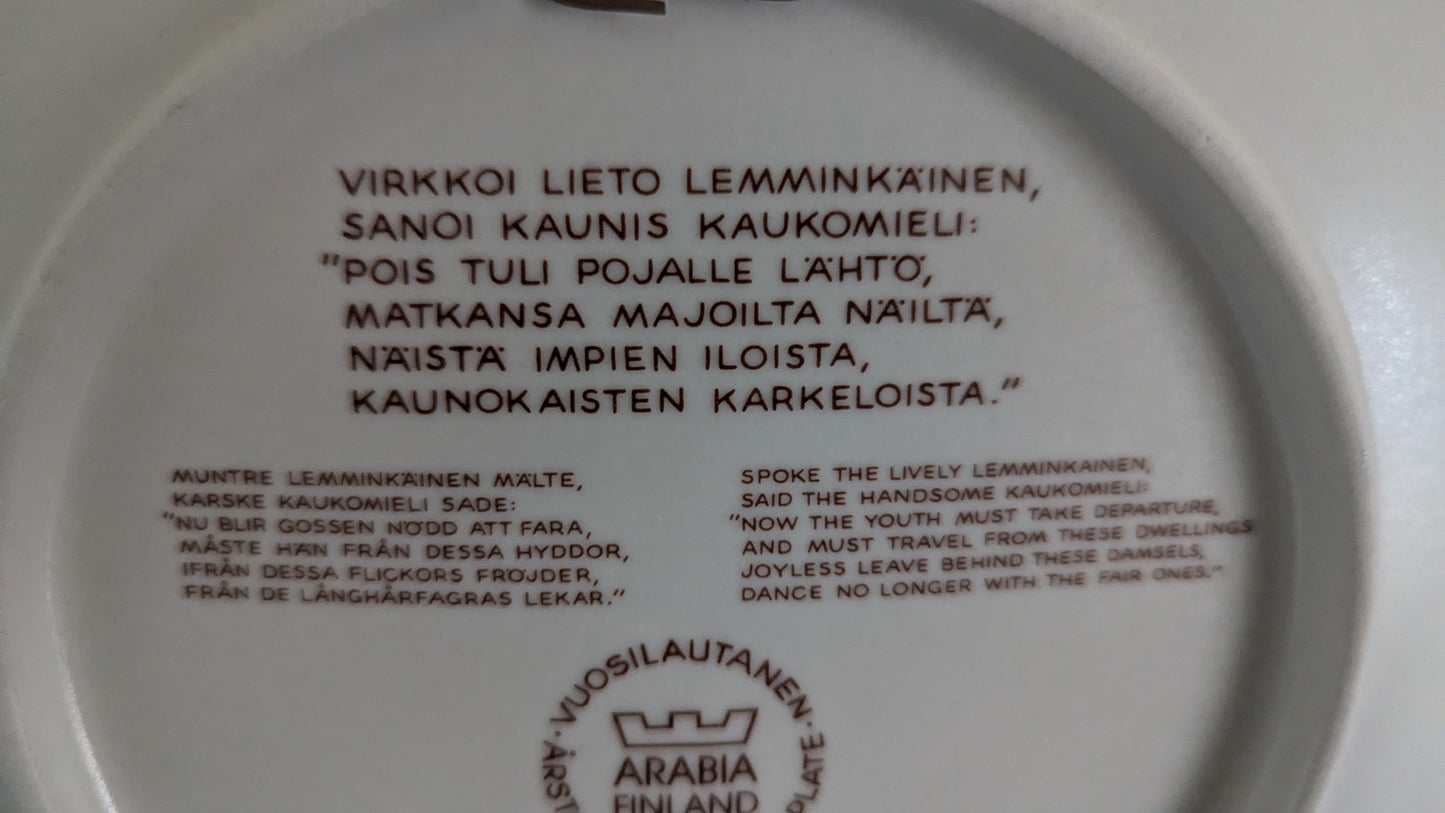 VIRKKOI LIETO LEMMINKÄINEN,
SANOI KAUNIS KAUKOMIELI:
"POIS TULI POJALLE LÄHTÖ,
MATKANSA MAJOILTA NÄILTÄ,
NÄISTÄ IMPIEN ILOISTA,
KAUNOKAISTEN KARKELOISTA."
MUNTRE LEMMINKÄINEN MÄLTE,
KARSKE KAUKOMIELI SADE:
"NU BLIR GOSSEN NÖDD ATT FARA,
MÅSTE HÄN FRÅN DESSA HYDDOR,
IFRÅN DESSA FLICKORS FRÖJDER,
FRÅN DE LÅNGHÅRFAGRAS LEKAR."
SPOKE THE LIVELY LEMMINKAINEN,
SAID THE HANDSOME KAUKOMIELI:
"NOW THE YOUTH MUST TAKE DEPARTURE,
AND MUST TRAVEL FROM THESE DWELLINGS
JOYLESS LEAVE BEHIND THESE DAMSELS,
DANCE NO LONGER WITH THE FAIR ONES."
· VUOSILAUTANEN ·
ÅRST
PLATE
ARABIA
FINLAND